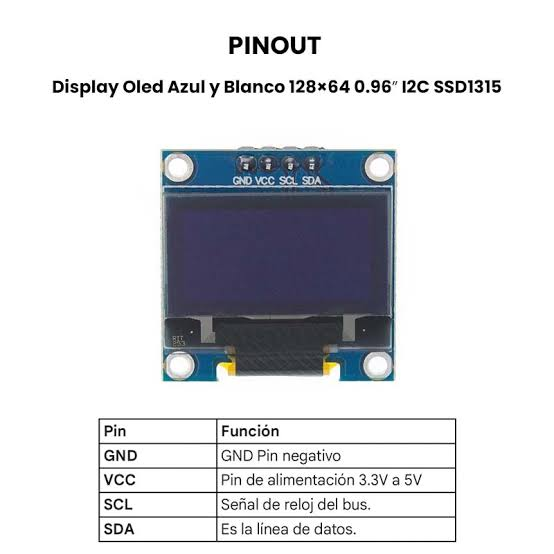 PINOUT
Display Oled Azul y Blanco 128×64 0.96″ I2C SSD1315
GND VCC SCL SDA
RI7
253
Pin Función
GND GND Pin negativo
VCC Pin de alimentación 3.3V a 5V
SCL Señal de reloj del bus.
SDA Es la línea de datos.